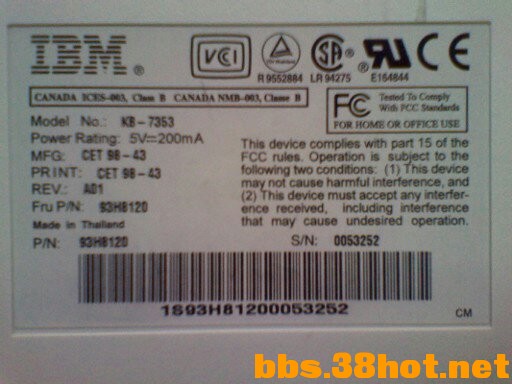 IBM ®
VCI
R 9552884
SA ®
LR 94275
E164844
CE
CANADA ICES-003, Class B CANADA NMB-003, Classe B
FC Tested To Comply
With FCC Standards
FOR HOME OR OFFICE USE
Model No.: KB-7353
Power Rating: 5V=200mA
MFG: CET 98-43
PRINT: CET 98-43
REV.: A01
Fru P/N: 93H8120
Made in Thailand
P/N: 93H8120
This device complies with part 15 of the
FCC rules. Operation is subject to the
following two conditions: (1) This device
may not cause harmful interference, and
(2) This device must accept any interfer-
ence received, including interference
that may cause undesired operation.
S/N: 0053252
1S93H81200053252
CM
bbs.38hot.net